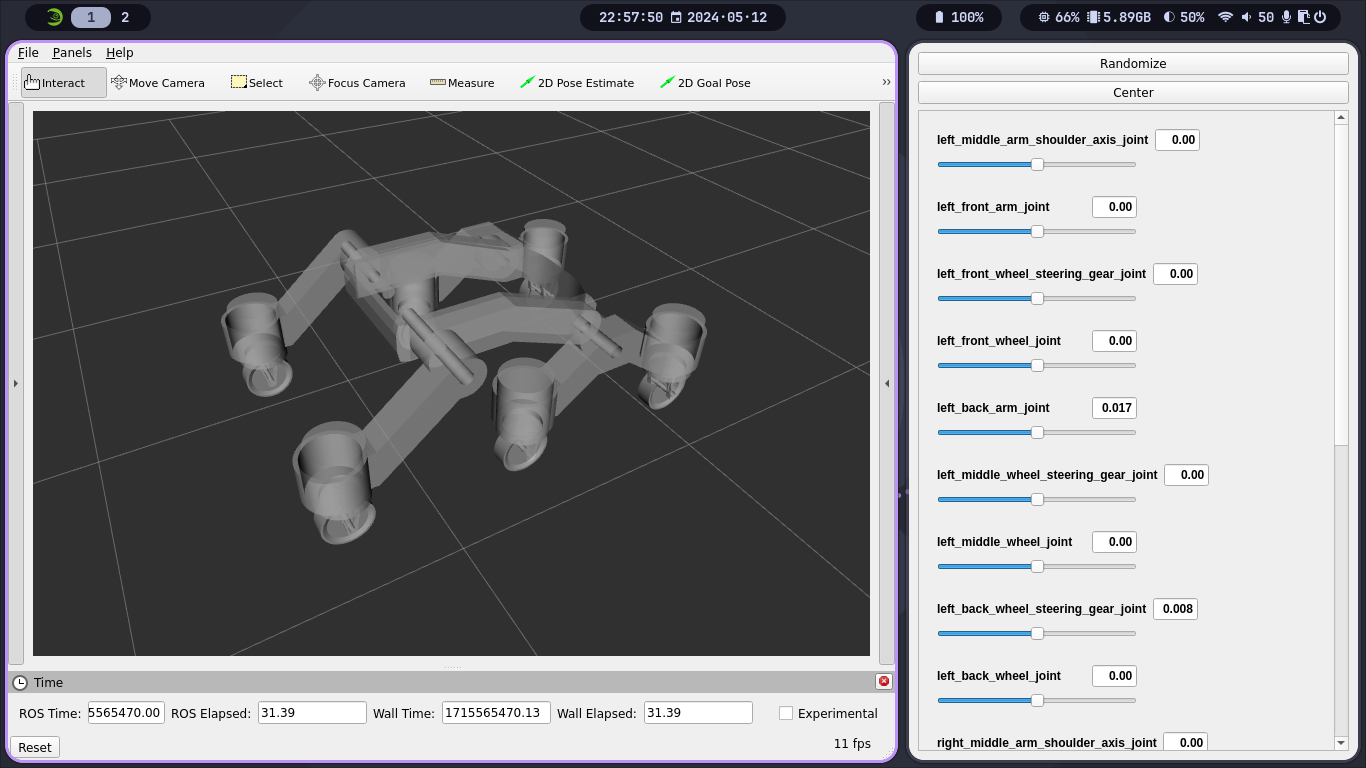 1 2 22:57:50 2024-05-12 100% 66% 5.89GB 50% 50
File Panels Help
Interact Move Camera Select Focus Camera Measure 2D Pose Estimate 2D Goal Pose »
Time
ROS Time: 5565470.00 ROS Elapsed: 31.39 Wall Time: 1715565470.13 Wall Elapsed: 31.39 Experimental
Reset 11 fps
Randomize
Center
left_middle_arm_shoulder_axis_joint 0.00
left_front_arm_joint 0.00
left_front_wheel_steering_gear_joint 0.00
left_front_wheel_joint 0.00
left_back_arm_joint 0.017
left_middle_wheel_steering_gear_joint 0.00
left_middle_wheel_joint 0.00
left_back_wheel_steering_gear_joint 0.008
left_back_wheel_joint 0.00
right_middle_arm_shoulder_axis_joint 0.00